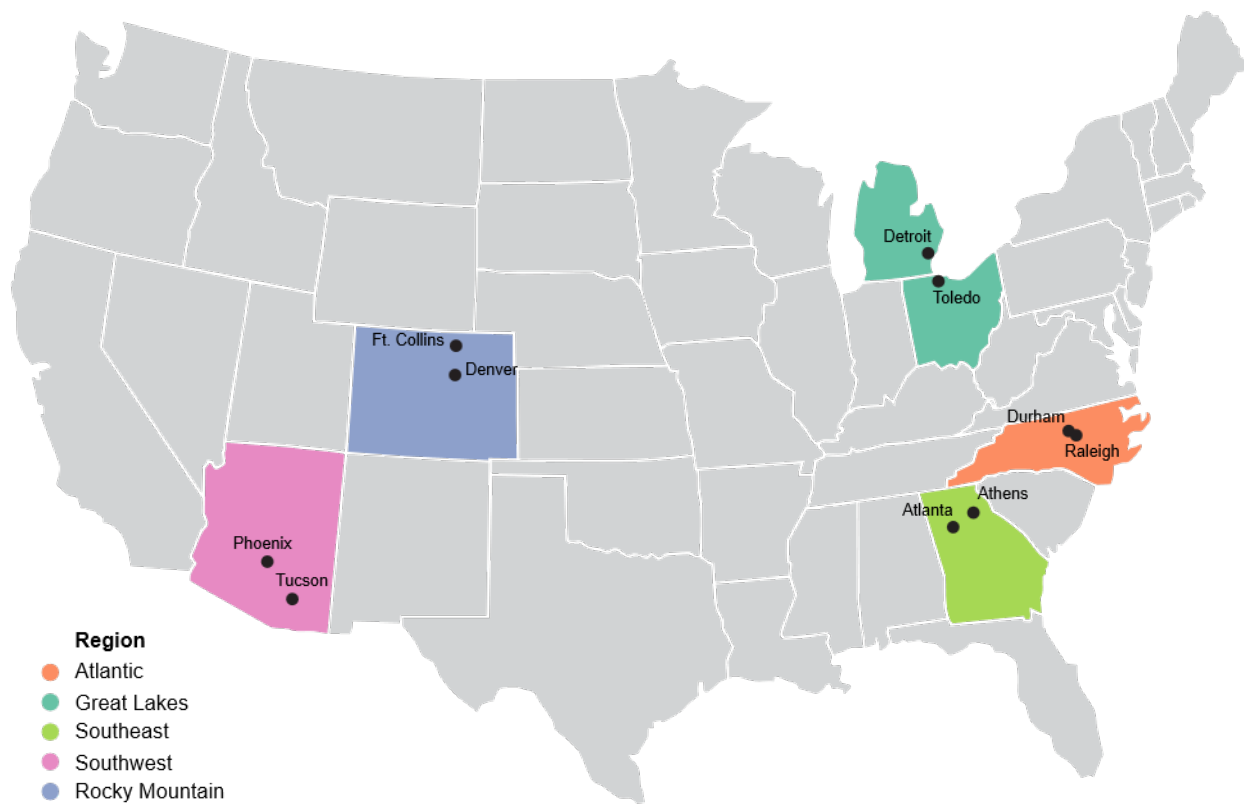 Detroit
Toledo
Ft. Collins
Denver
Durham
Raleigh
Athens
Atlanta
Phoenix
Tucson
Region
Atlantic
Great Lakes
Southeast
Southwest
Rocky Mountain